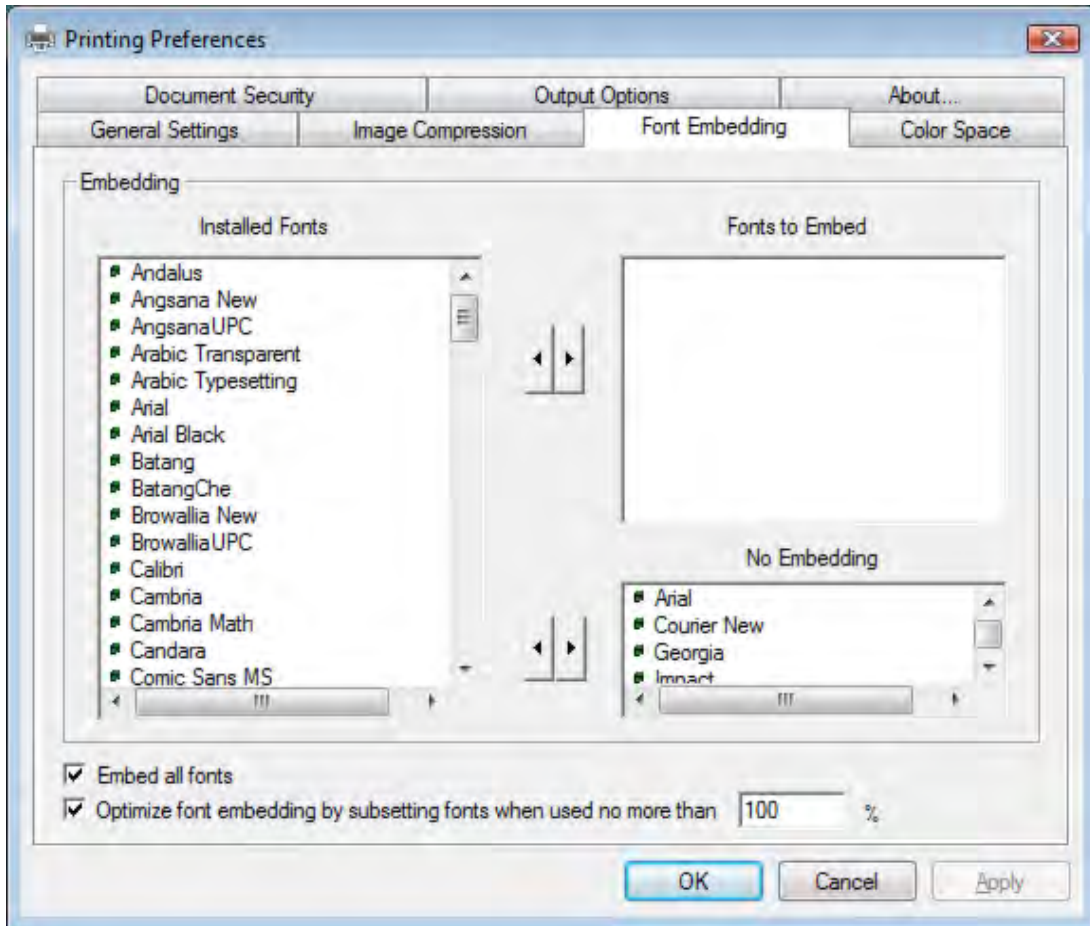 Printing Preferences
Document Security Output Options About...
General Settings Image Compression Font Embedding Color Space
Embedding
Installed Fonts
Andalus
Angsana New
AngsanaUPC
Arabic Transparent
Arabic Typesetting
Arial
Arial Black
Batang
BatangChe
Browallia New
BrowalliaUPC
Calibri
Cambria
Cambria Math
Candara
Comic Sans MS
Fonts to Embed
No Embedding
Arial
Courier New
Georgia
Impact
Embed all fonts
Optimize font embedding by subsetting fonts when used no more than 100 %
OK Cancel Apply